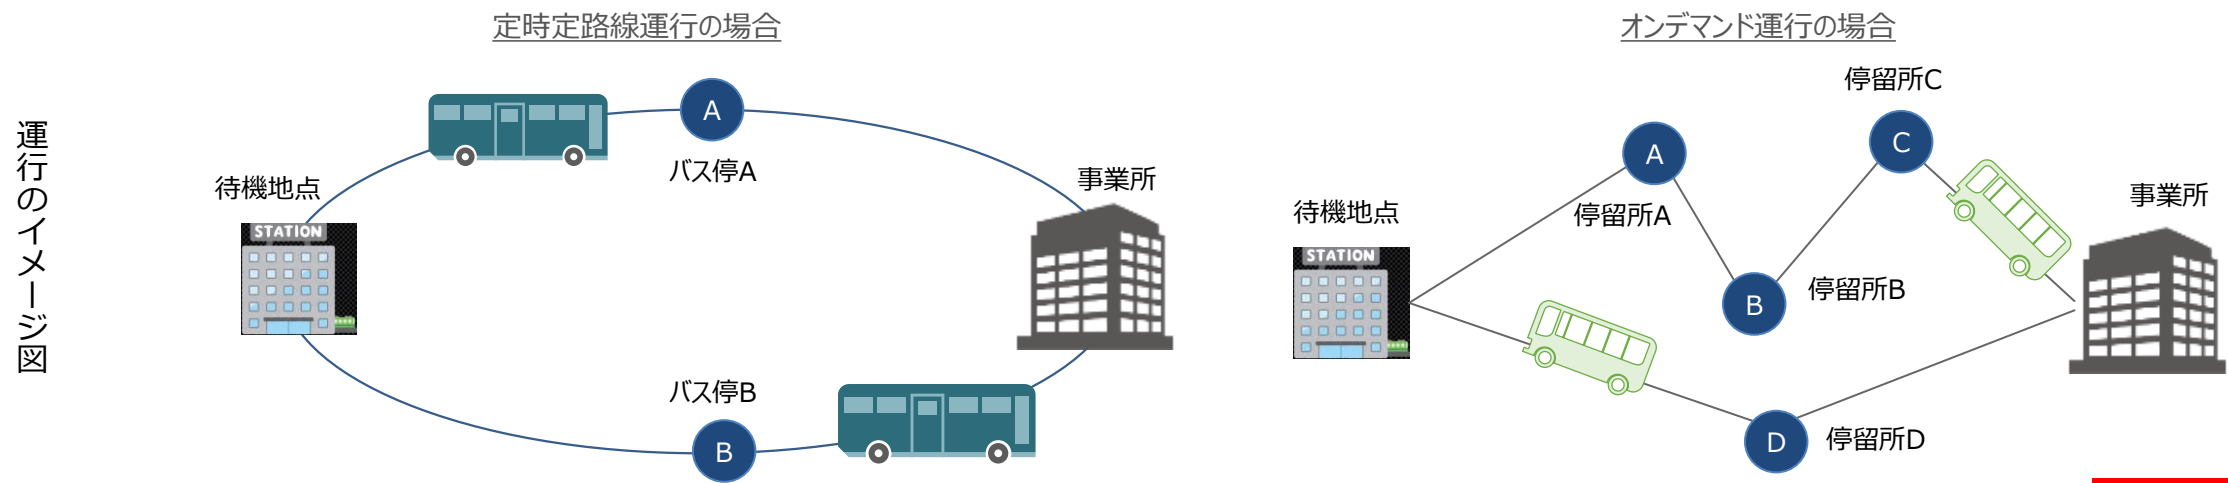 運行のイメージ図
定時定路線運行の場合
A
バス停A
待機地点
STATION
事業所
バス停B
B
オンデマンド運行の場合
停留所C
C
A
停留所A
待機地点
STATION
事業所
B
停留所B
D
停留所D